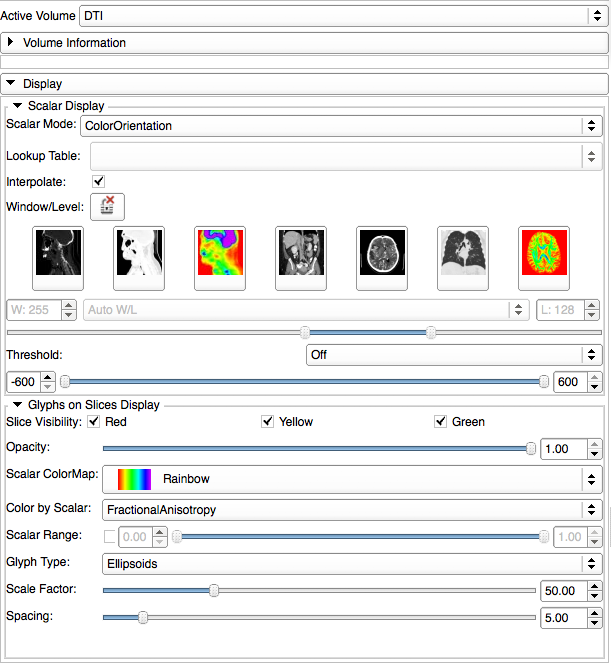 Active Volume DTI
Volume Information
Display
Scalar Display
Scalar Mode: ColorOrientation
Lookup Table:
Interpolate:
Window/Level:
W: 255 Auto W/L L: 128
Threshold: Off
-600 600
Glyphs on Slices Display
Slice Visibility: Red Yellow Green
Opacity: 1.00
Scalar ColorMap: Rainbow
Color by Scalar: FractionalAnisotropy
Scalar Range: 0.00 1.00
Glyph Type: Ellipsoids
Scale Factor: 50.00
Spacing: 5.00